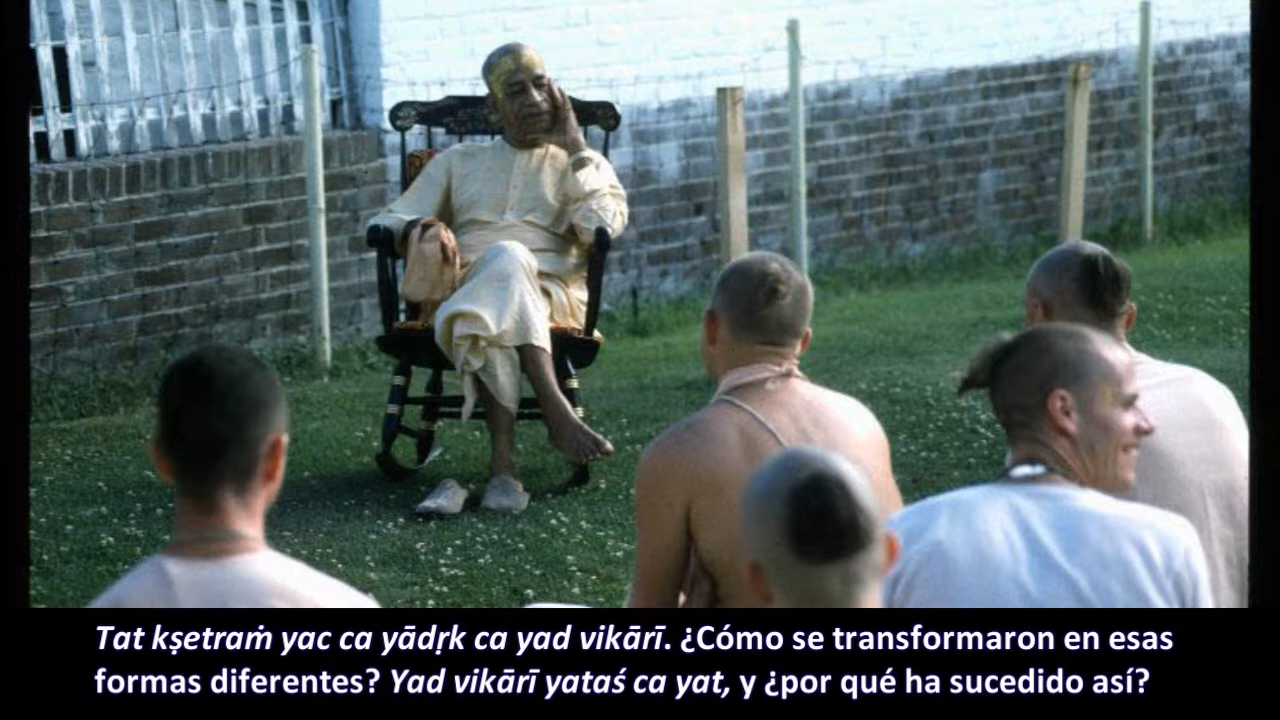 Tat kṣetraṁ yac ca yādṛk ca yad vikārī. ¿Cómo se transformaron en esas
formas diferentes? Yad vikārī yataś ca yat, y ¿por qué ha sucedido así?